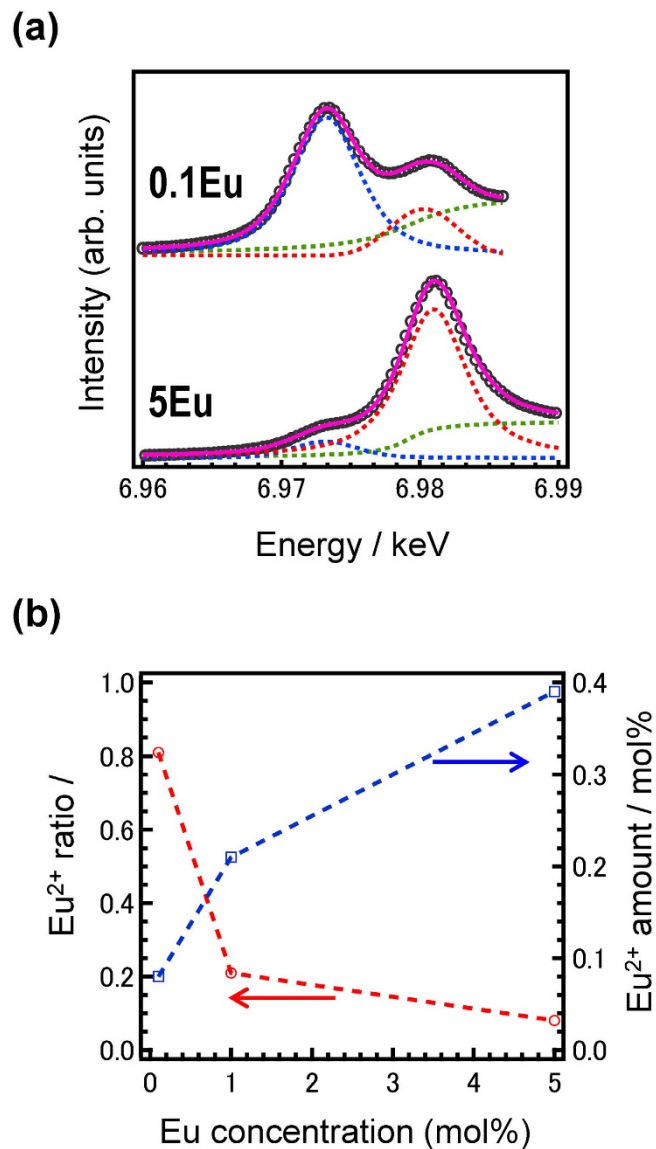 (a)
0.1Eu
5Eu
Intensity (arb. units)
6.96 6.97 6.98 6.99
Energy / keV
(b)
1.0
0.8
0.6
0.4
0.2
0.0
Eu²⁺ ratio /
0.4
0.3
0.2
0.1
0.0
Eu²⁺ amount / mol%
0 1 2 3 4 5
Eu concentration (mol%)